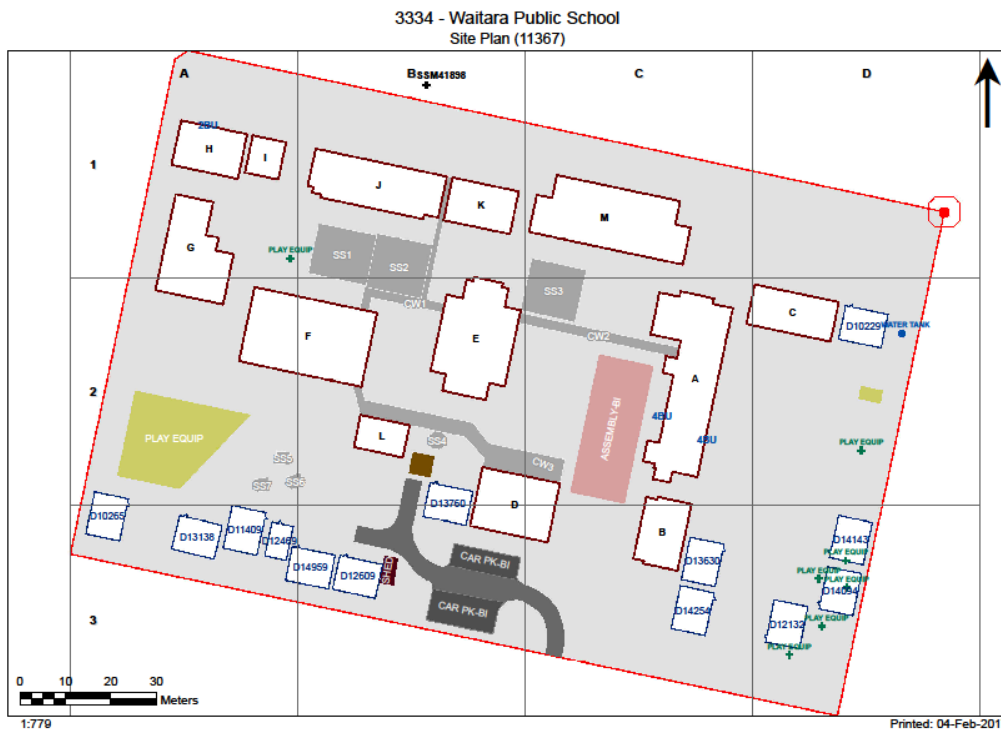 3334 - Waitara Public School
Site Plan (11367)
A
B
SSM41898
C
D
1
2BU
H
I
J
K
M
G
PLAY EQUIP
SS1
SS2
SS3
CW1
CW2
C
D10229
WATER TANK
F
E
A
2
ASSEMBLY-BI
4BU
4BU
PLAY EQUIP
L
SS4
CW3
PLAY EQUIP
SS5
SS7
SS6
D10265
D13138
D11409
D12469
D14959
D12609
SHED
D13760
D
B
CAR PK-BI
CAR PK-BI
D13630
D14254
D14143
PLAY EQUIP
PLAY EQUIP
PLAY EQUIP
D14094
D12132
PLAY EQUIP
PLAY EQUIP
3
0 10 20 30
Meters
1:779
Printed: 04-Feb-201